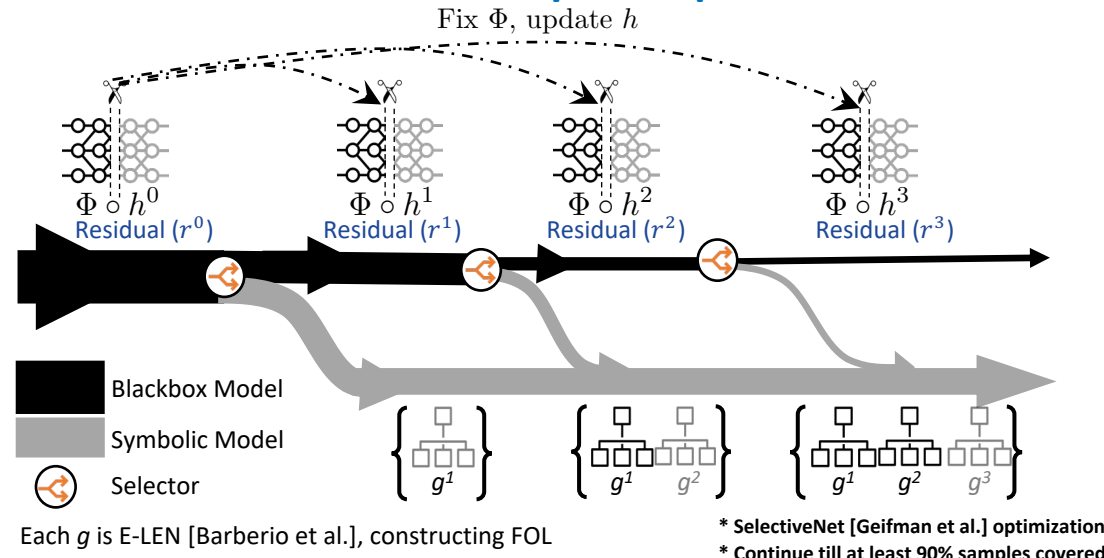 Fix Φ, update h
Φ ∘ h⁰ Φ ∘ h¹ Φ ∘ h² Φ ∘ h³
Residual (r⁰) Residual (r¹) Residual (r²) Residual (r³)
Blackbox Model
Symbolic Model
Selector
g¹ g¹ g² g¹ g² g³
Each g is E-LEN [Barberio et al.], constructing FOL
* SelectiveNet [Geifman et al.] optimization
* Continue till at least 90% samples covered